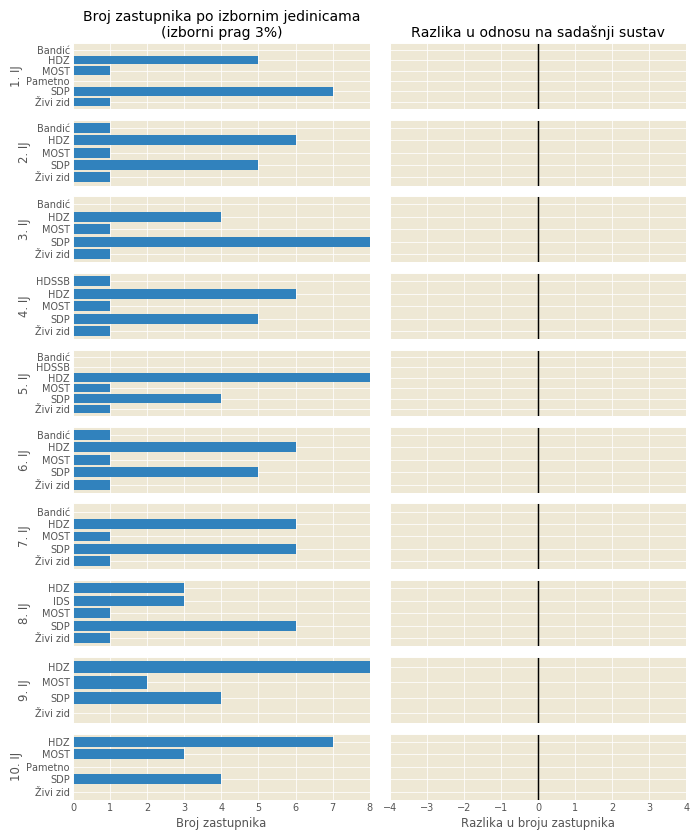 Broj zastupnika po izbornim jedinicama
(izborni prag 3%)
Razlika u odnosu na sadašnji sustav
1. IJ
Bandić
HDZ
MOST
Pametno
SDP
Živi zid
2. IJ
Bandić
HDZ
MOST
SDP
Živi zid
3. IJ
Bandić
HDZ
MOST
SDP
Živi zid
4. IJ
HDSSB
HDZ
MOST
SDP
Živi zid
5. IJ
Bandić
HDSSB
HDZ
MOST
SDP
Živi zid
6. IJ
Bandić
HDZ
MOST
SDP
Živi zid
7. IJ
Bandić
HDZ
MOST
SDP
Živi zid
8. IJ
HDZ
IDS
MOST
SDP
Živi zid
9. IJ
HDZ
MOST
SDP
Živi zid
10. IJ
HDZ
MOST
Pametno
SDP
Živi zid
0 1 2 3 4 5 6 7 8
Broj zastupnika
−4 −3 −2 −1 0 1 2 3 4
Razlika u broju zastupnika